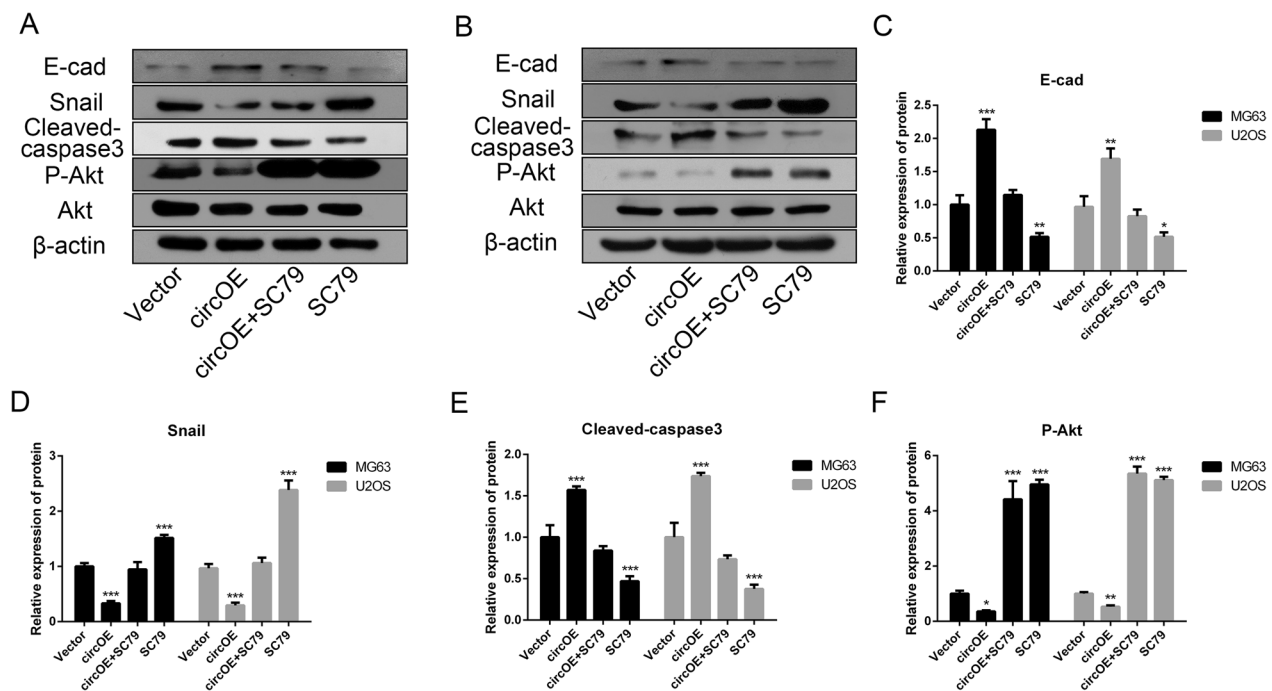 A
E-cad
Snail
Cleaved-
caspase3
P-Akt
Akt
β-actin
Vector
circOE
circOE+SC79
SC79
B
E-cad
Snail
Cleaved-
caspase3
P-Akt
Akt
β-actin
Vector
circOE
circOE+SC79
SC79
C
E-cad
Relative expression of protein
2.5
2.0
1.5
1.0
0.5
0.0
***
**
**
*
MG63
U2OS
Vector
circOE
circOE+SC79
SC79
Vector
circOE
circOE+SC79
SC79
D
Snail
Relative expression of protein
3
2
1
0
***
***
***
***
MG63
U2OS
Vector
circOE
circOE+SC79
SC79
Vector
circOE
circOE+SC79
SC79
E
Cleaved-caspase3
Relative expression of protein
2.0
1.5
1.0
0.5
0.0
***
***
***
***
MG63
U2OS
Vector
circOE
circOE+SC79
SC79
Vector
circOE
circOE+SC79
SC79
F
P-Akt
Relative expression of protein
6
4
2
0
*
***
***
**
***
***
MG63
U2OS
Vector
circOE
circOE+SC79
SC79
Vector
circOE
circOE+SC79
SC79